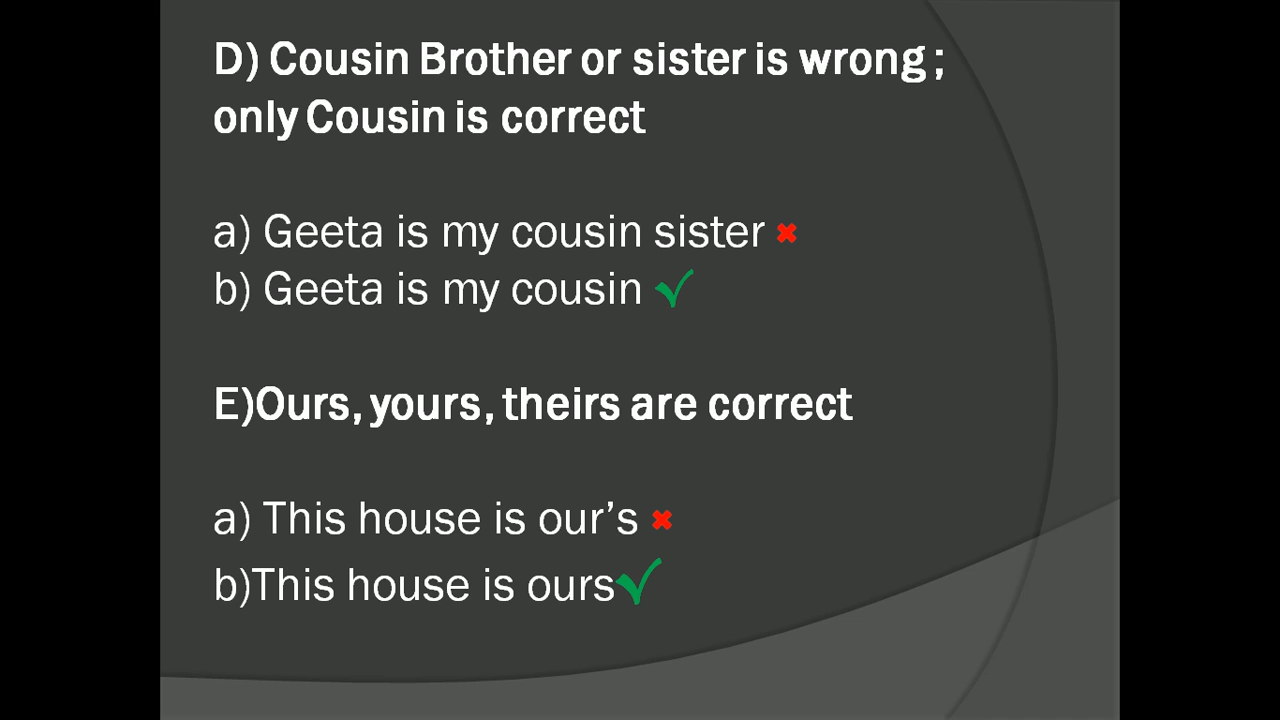 D) Cousin Brother or sister is wrong ;
only Cousin is correct
a) Geeta is my cousin sister ✖
b) Geeta is my cousin ✓
E)Ours, yours, theirs are correct
a) This house is our’s ✖
b)This house is ours✓